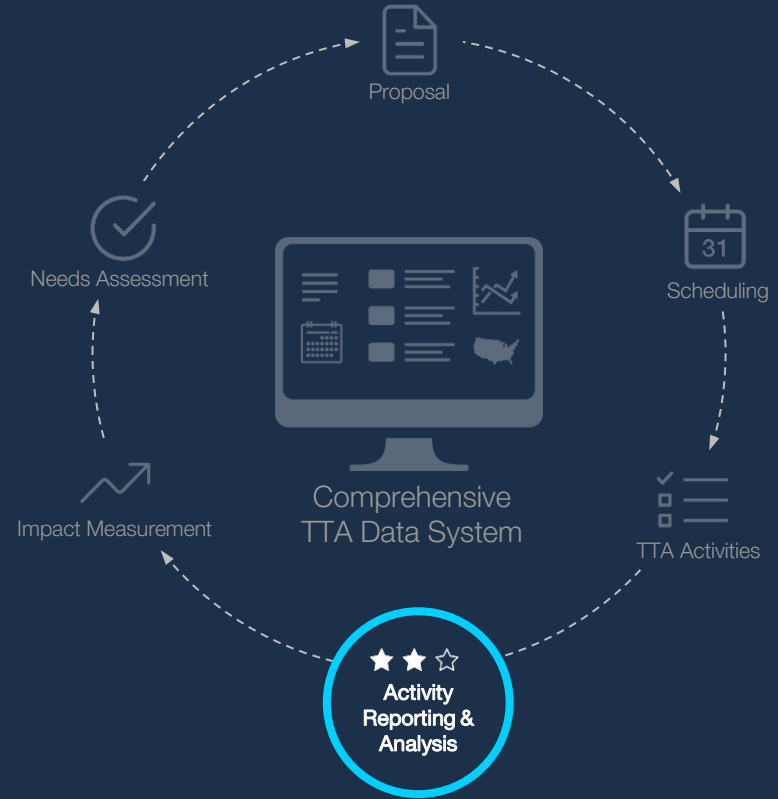 Proposal
Needs Assessment
31
Scheduling
Comprehensive
TTA Data System
Impact Measurement
TTA Activities
Activity
Reporting &
Analysis